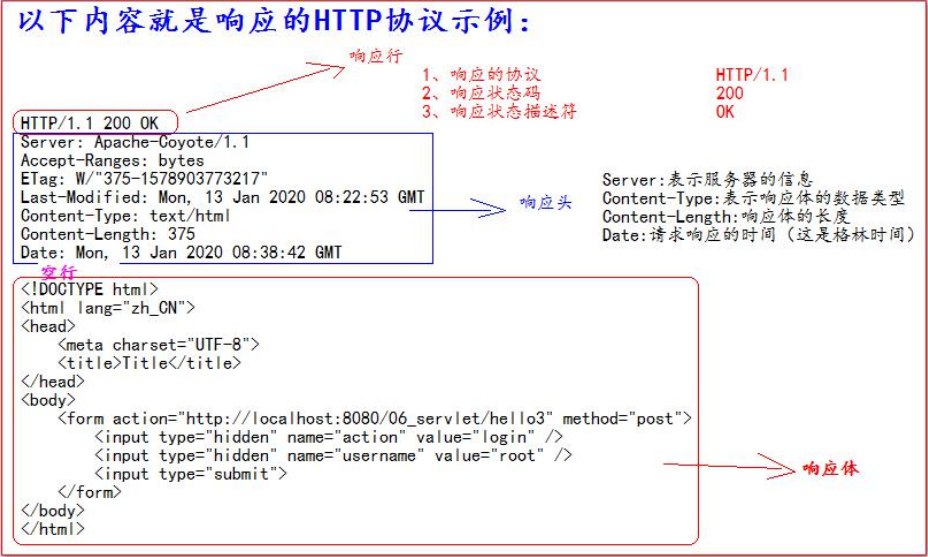 以下内容就是响应的HTTP协议示例:
响应行
1、响应的协议 HTTP/1.1
2、响应状态码 200
3、响应状态描述符 OK
HTTP/1.1 200 OK
Server: Apache-Coyote/1.1
Accept-Ranges: bytes
ETag: W/"375-1578903773217"
Last-Modified: Mon, 13 Jan 2020 08:22:53 GMT
Content-Type: text/html
Content-Length: 375
Date: Mon, 13 Jan 2020 08:38:42 GMT
响应头
Server:表示服务器的信息
Content-Type:表示响应体的数据类型
Content-Length:响应体的长度
Date:请求响应的时间（这是格林时间）
空行
<!DOCTYPE html>
<html lang="zh_CN">
<head>
<meta charset="UTF-8">
<title>Title</title>
</head>
<body>
<form action="http://localhost:8080/06_servlet/hello3" method="post">
<input type="hidden" name="action" value="login" />
<input type="hidden" name="username" value="root" />
<input type="submit">
</form>
</body>
</html>
响应体